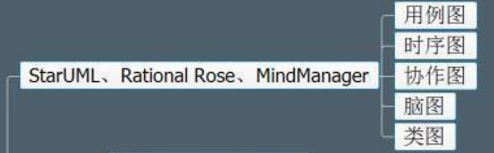 StarUML、Rational Rose、MindManager
用例图
时序图
协作图
脑图
类图